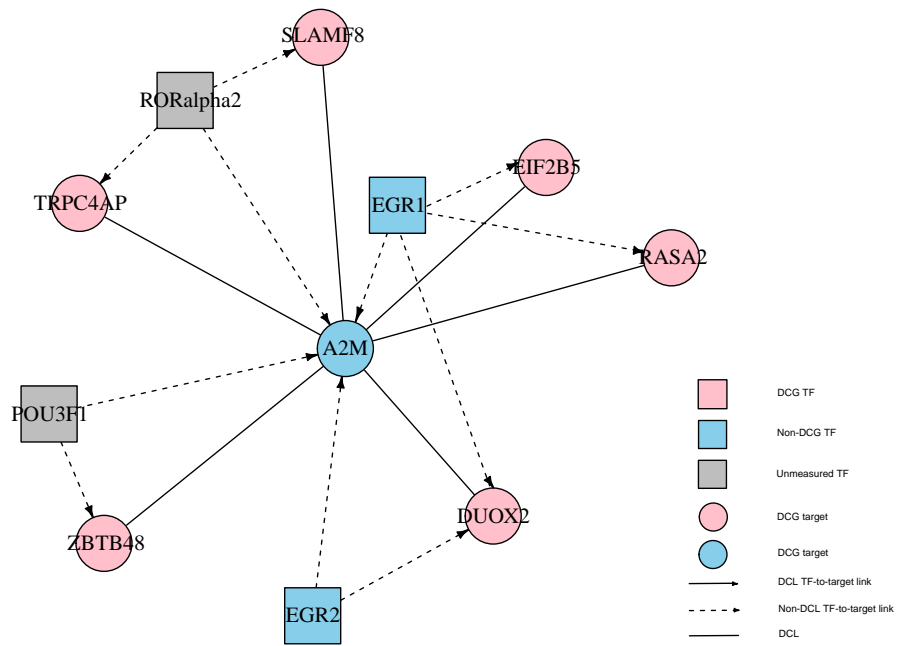 SLAMF8
RORalpha2
EIF2B5
TRPC4AP
EGR1
RASA2
A2M
POU3F1
DUOX2
ZBTB48
EGR2
DCG TF
Non-DCG TF
Unmeasured TF
DCG target
DCG target
DCL TF-to-target link
Non-DCL TF-to-target link
DCL